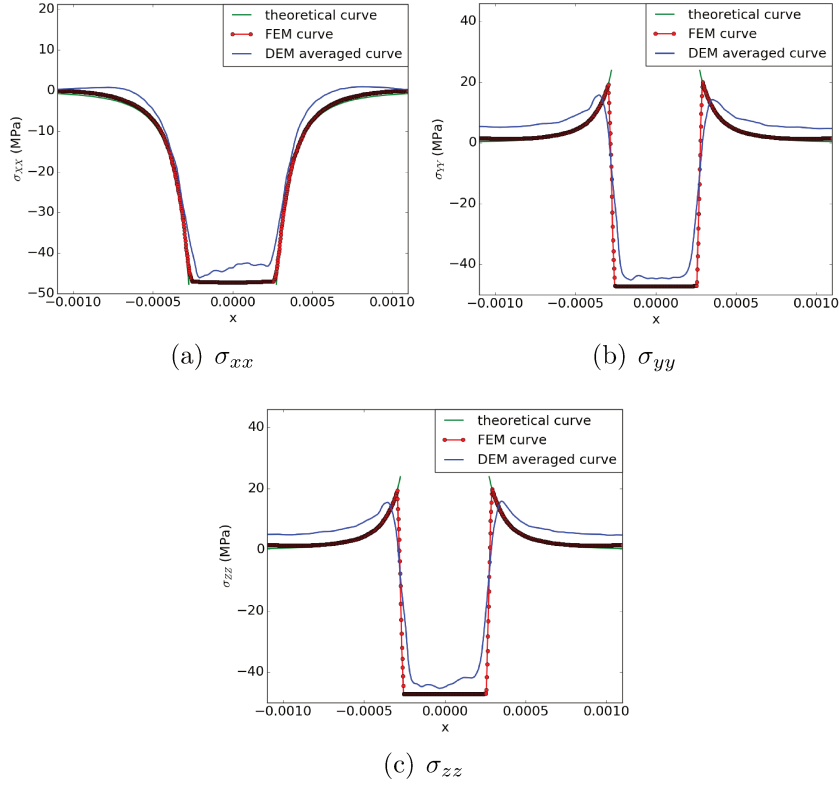 theoretical curve
FEM curve
DEM averaged curve
20
10
0
−10
−20
−30
−40
−50
σXX (MPa)
−0.0010 −0.0005 0.0000 0.0005 0.0010
x
(a) σxx
theoretical curve
FEM curve
DEM averaged curve
40
20
0
−20
−40
σYY (MPa)
−0.0010 −0.0005 0.0000 0.0005 0.0010
x
(b) σyy
theoretical curve
FEM curve
DEM averaged curve
40
20
0
−20
−40
σZZ (MPa)
−0.0010 −0.0005 0.0000 0.0005 0.0010
x
(c) σzz